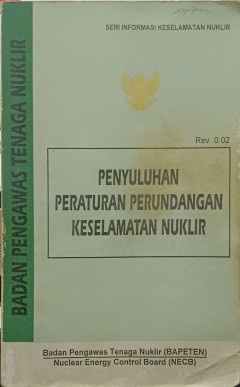 SERI INFORMASI KESELAMATAN NUKLIR
BADAN PENGAWAS TENAGA NUKLIR
Rev. 0.02
PENYULUHAN
PERATURAN PERUNDANGAN
KESELAMATAN NUKLIR
Badan Pengawas Tenaga Nuklir (BAPETEN)
Nuclear Energy Control Board (NECB)